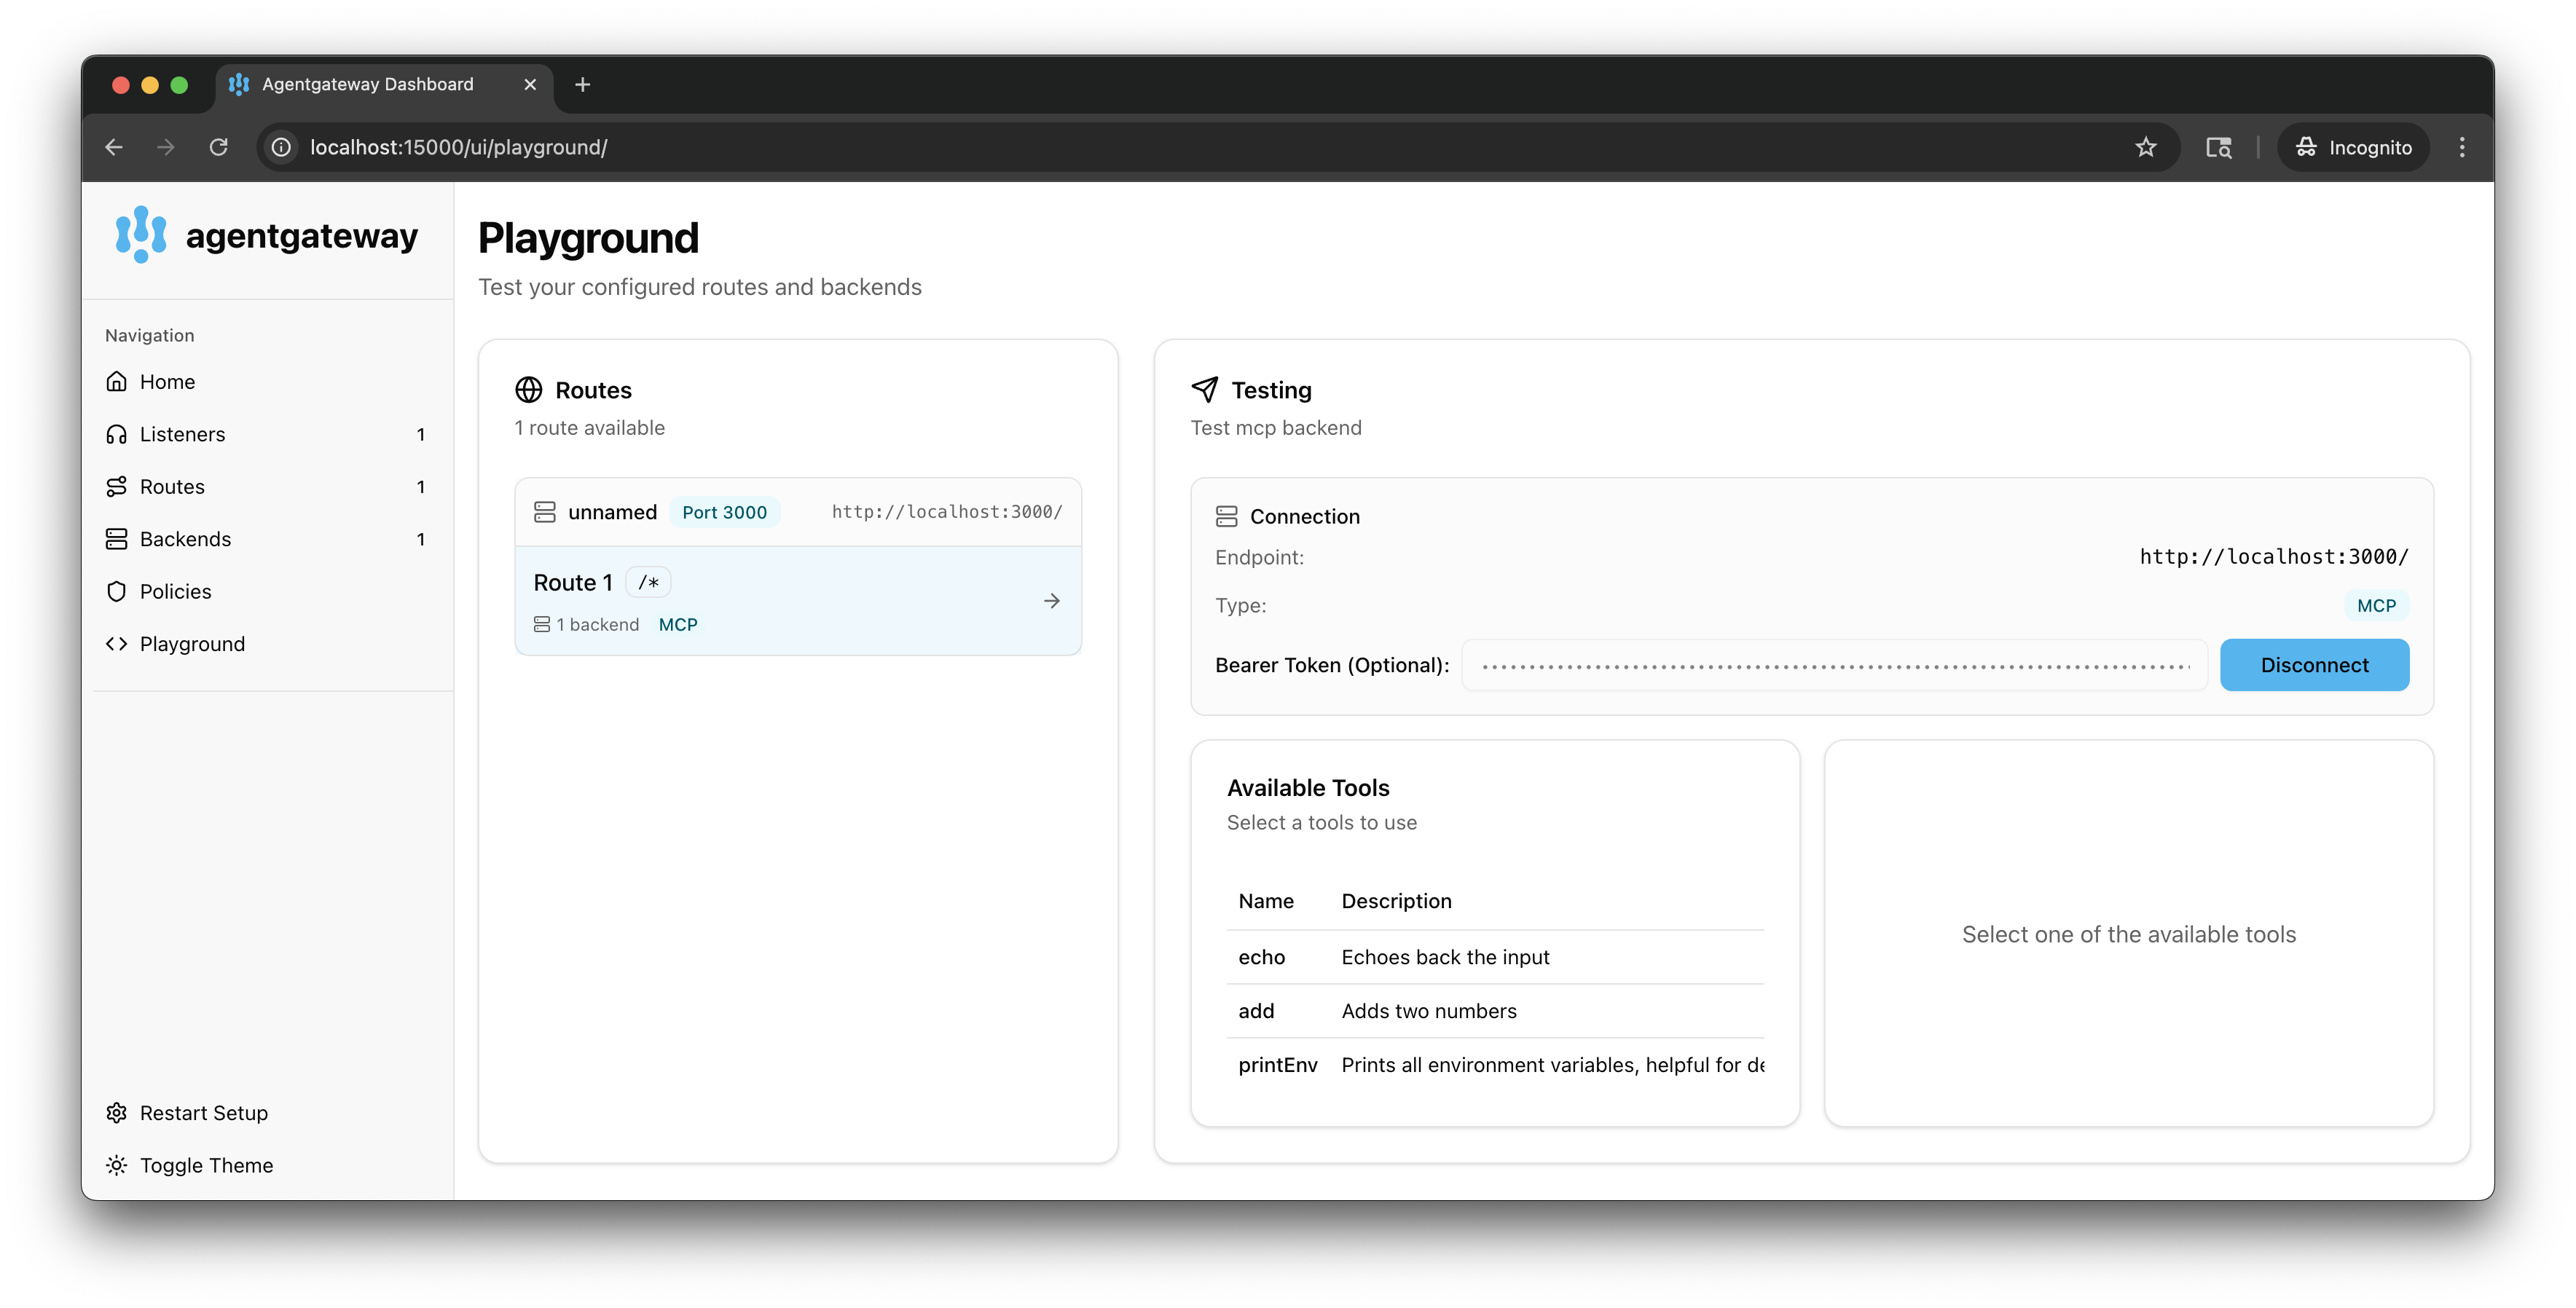 Agentgateway Dashboard
localhost:15000/ui/playground/
Incognito
agentgateway
Navigation
Home
Listeners 1
Routes 1
Backends 1
Policies
Playground
Restart Setup
Toggle Theme
Playground
Test your configured routes and backends
Routes
1 route available
unnamed Port 3000 http://localhost:3000/
Route 1 /*
1 backend MCP
Testing
Test mcp backend
Connection
Endpoint: http://localhost:3000/
Type: MCP
Bearer Token (Optional): Disconnect
Available Tools
Select a tools to use
Name Description
echo Echoes back the input
add Adds two numbers
printEnv Prints all environment variables, helpful for de
Select one of the available tools